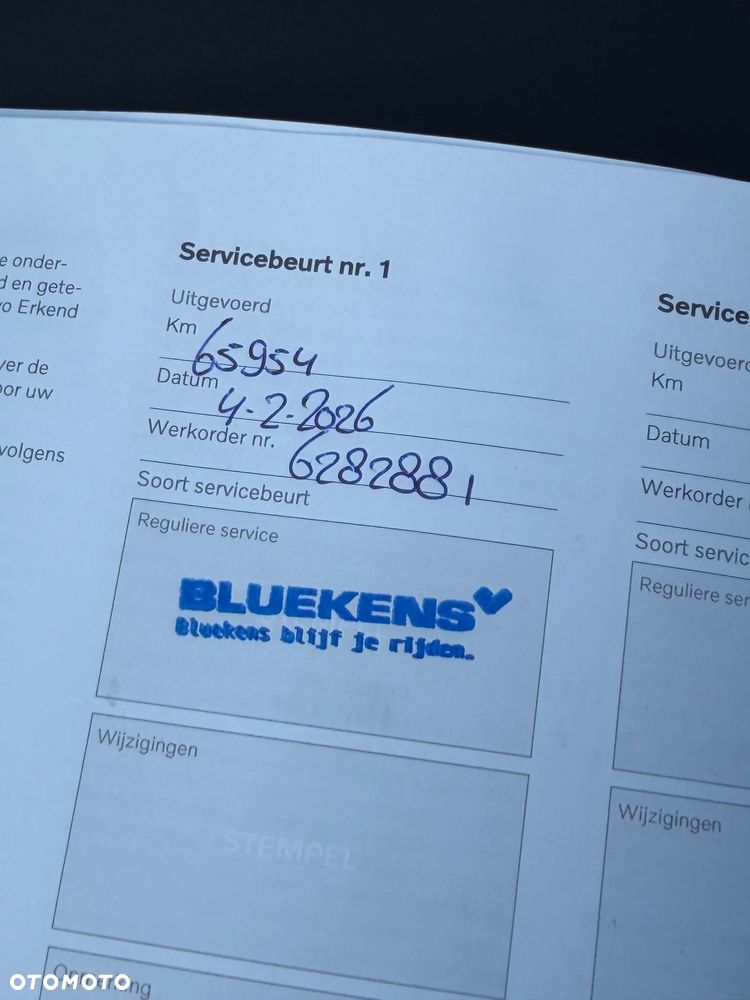 e onder-
d en gete-
vo Erkend
ver de
oor uw
volgens
Servicebeurt nr. 1
Uitgevoerd
Km 65954
Datum 4-2-2026
Werkorder nr. 6282881
Soort servicebeurt
Reguliere service
BLUEKENS
Bluekens blijf je rijden.
Wijzigingen
STEMPEL
Service
Uitgevoerd
Km
Datum
Werkorder
Soort servic
Reguliere ser
Wijzigingen
OTOMOTO